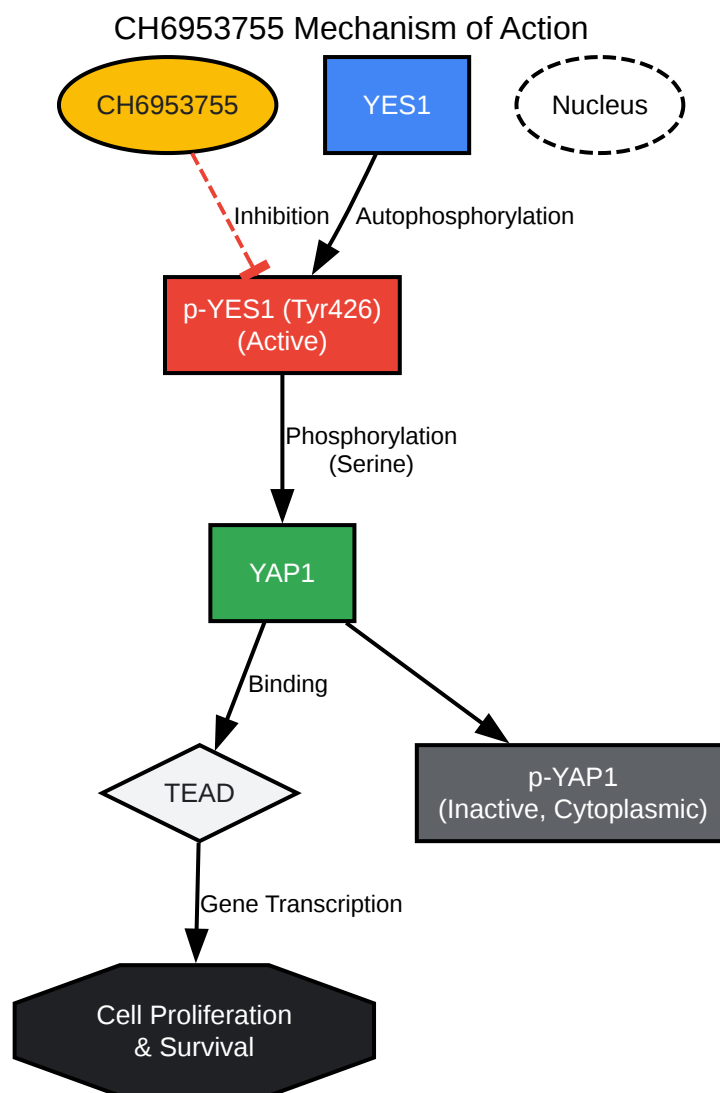 CH6953755 Mechanism of Action
CH6953755
YES1
Nucleus
Inhibition
Autophosphorylation
p-YES1 (Tyr426)
(Active)
Phosphorylation
(Serine)
YAP1
Binding
TEAD
p-YAP1
(Inactive, Cytoplasmic)
Gene Transcription
Cell Proliferation
& Survival